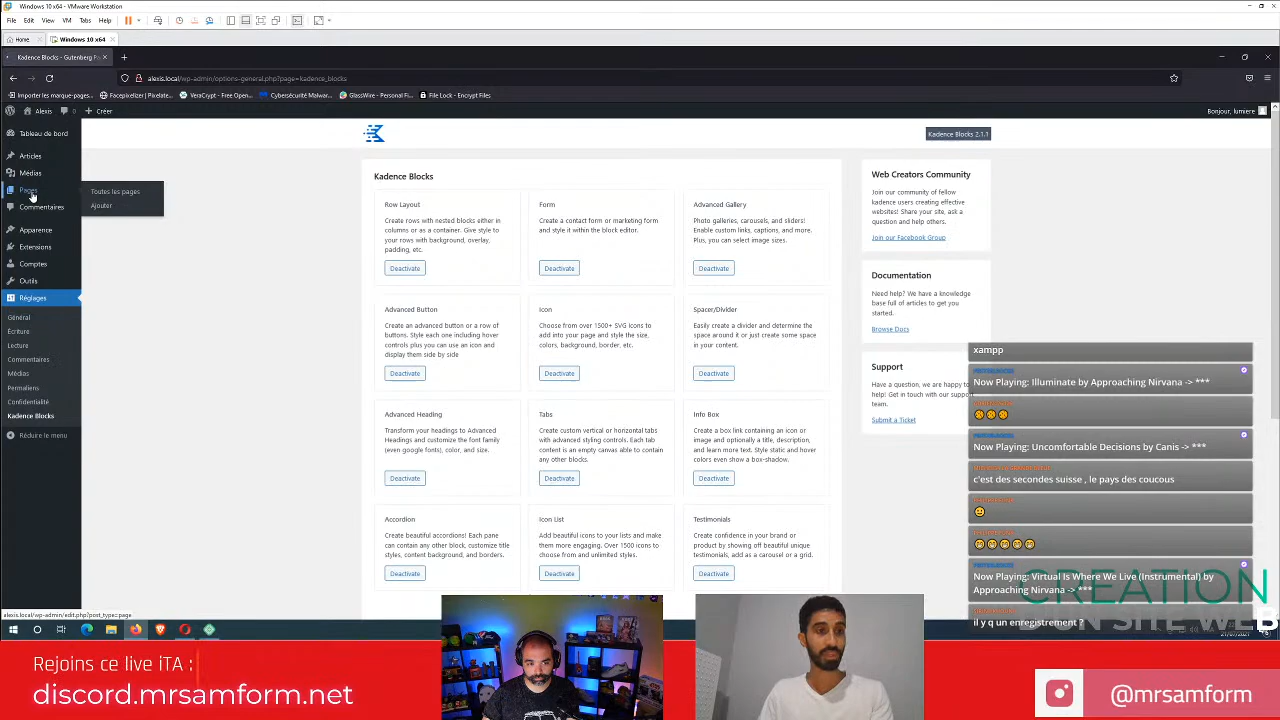 Windows 10 x64 - VMware Workstation
File Edit View VM Tabs Help
Home Windows 10 x64
Kadence Blocks - Gutenberg Pa
alexis.local/wp-admin/options-general.php?page=kadence_blocks
Importer les marque-pages... Facepixelizer | Pixelate... VeraCrypt - Free Open... Cybersécurité Malwar... GlassWire - Personal Fi... File Lock - Encrypt Files
Alexis 0 Créer Bonjour, lumiere
Tableau de bord
Articles
Médias
Pages
Commentaires
Apparence
Extensions
Comptes
Outils
Réglages
Général
Écriture
Lecture
Commentaires
Médias
Permaliens
Confidentialité
Kadence Blocks
Réduire le menu
Toutes les pages
Ajouter
Kadence Blocks 2.1.1
Kadence Blocks
Row Layout
Create rows with nested blocks either in
columns or as a container. Give style to
your rows with background, overlay,
padding, etc.
Deactivate
Form
Create a contact form or marketing form
and style it within the block editor.
Deactivate
Advanced Gallery
Photo galleries, carousels, and sliders!
Enable custom links, captions, and more.
Plus, you can select image sizes.
Deactivate
Advanced Button
Create an advanced button or a row of
buttons. Style each one including hover
controls plus you can use an icon and
display them side by side
Deactivate
Icon
Choose from over 1500+ SVG icons to
add into your page and style the size,
colors, background, border, etc.
Deactivate
Spacer/Divider
Easily create a divider and determine the
space around it or just create some space
in your content.
Deactivate
Advanced Heading
Transform your headings to Advanced
Headings and customize the font family
(even google fonts), color, and size.
Deactivate
Tabs
Create custom vertical or horizontal tabs
with advanced styling controls. Each tab
content is an empty canvas able to contain
any other blocks.
Deactivate
Info Box
Create a box link containing an icon or
image and optionally a title, description,
and learn more text. Style static and hover
colors even show a box-shadow.
Deactivate
Accordion
Create beautiful accordions! Each pane
can contain any other block, customize title
styles, content background, and borders.
Deactivate
Icon List
Add beautiful icons to your lists and make
them more engaging. Over 1500 icons to
choose from and unlimited styles.
Deactivate
Testimonials
Create confidence in your brand or
product by showing off beautiful unique
testimonials, add as a carousel or a grid.
Deactivate
Web Creators Community
Join our community of fellow
kadence users creating effective
websites! Share your site, ask a
question and help others.
Join our Facebook Group
Documentation
Need help? We have a knowledge
base full of articles to get you
started.
Browse Docs
Support
Have a question, we are happy to
help! Get in touch with our support
team.
Submit a Ticket
xampp
Now Playing: Illuminate by Approaching Nirvana -> ***
Now Playing: Uncomfortable Decisions by Canis -> ***
c'est des secondes suisse , le pays des coucous
Now Playing: Virtual Is Where We Live (Instrumental) by
Approaching Nirvana -> ***
il y q un enregistrement ?
CREATION
DUN SITE WEB
alexis.local/wp-admin/edit.php?post_type=page
Rejoins ce live iTA :
discord.mrsamform.net
@mrsamform